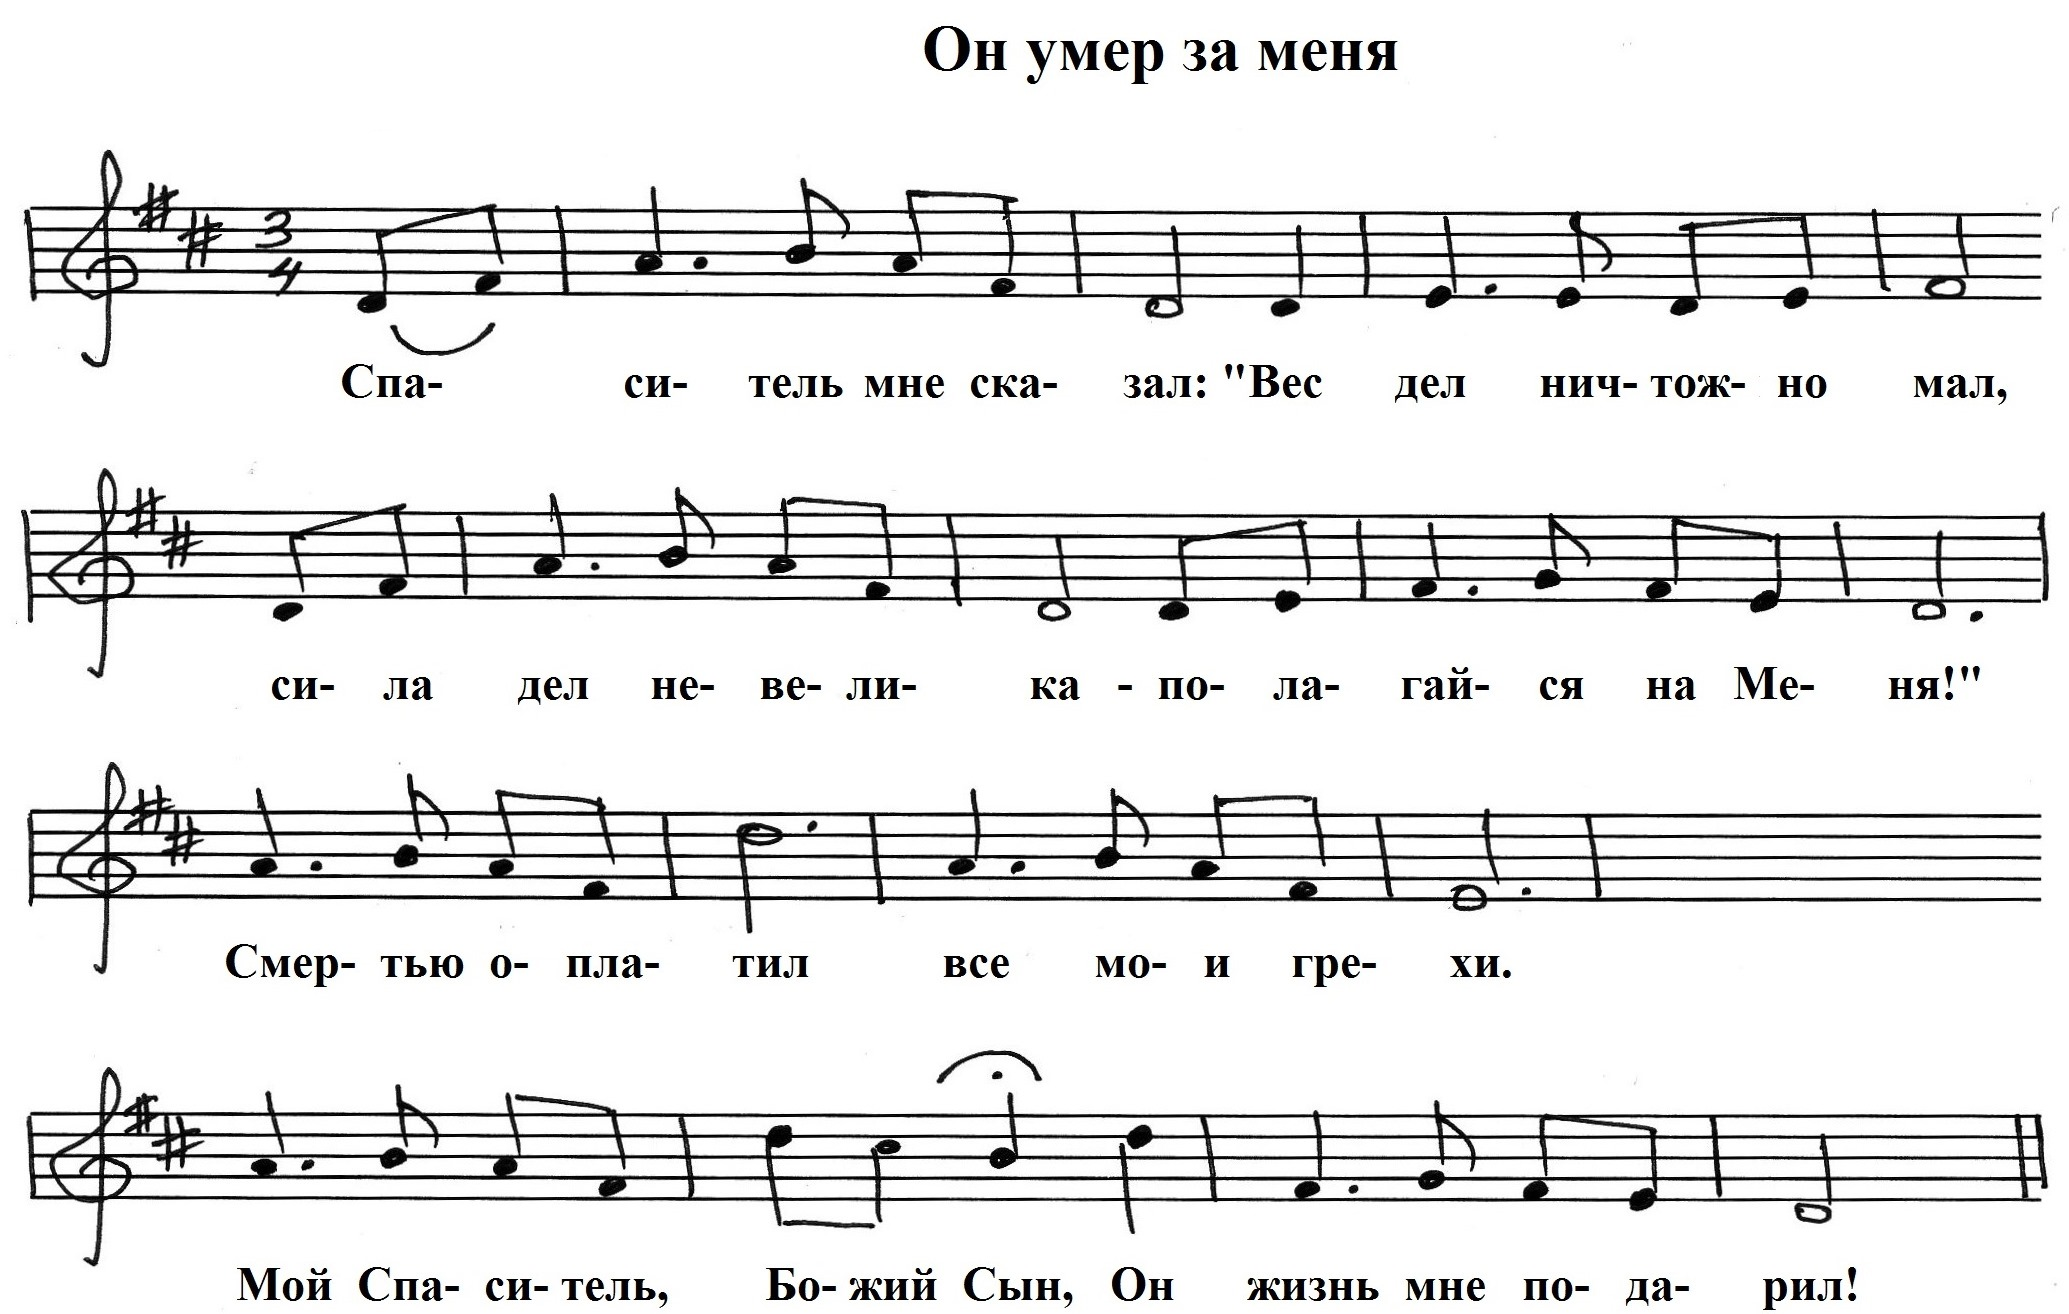 Он умер за меня
3
4
Спа- си- тель мне ска- зал: "Вес дел нич- тож- но мал,
си- ла дел не- ве- ли- ка - по- ла- гай- ся на Ме- ня!"
Смер- тью о- пла- тил все мо- и гре- хи.
Мой Спа- си- тель, Бо- жий Сын, Он жизнь мне по- да- рил!